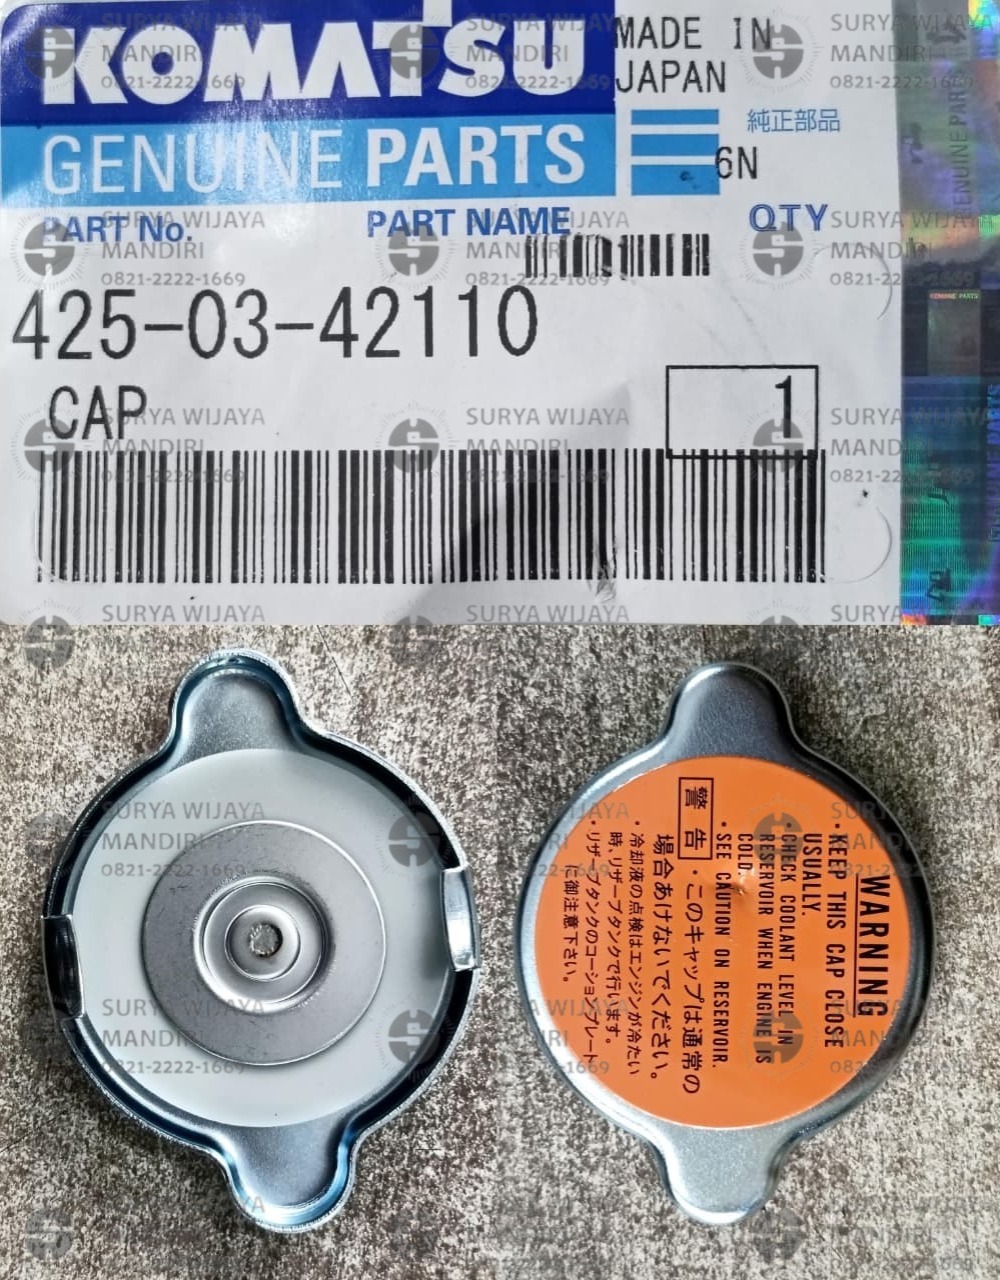 KOMATSU
GENUINE PARTS
MADE IN
JAPAN
純正部品
6N
PART No.
PART NAME
QTY
425-03-42110
CAP
1
GENUINE PARTS
WARNING
・KEEP THIS CAP CLOSE
USUALLY.
・CHECK COOLANT LEVEL IN
RESERVOIR WHEN ENGINE IS
COLD.
・SEE CAUTION ON RESERVOIR.
警告
・このキャップは通常の
場合あけないでください。
・冷却液の点検はエンジンが冷たい
時、リザーブタンクで行います。
・リザーブタンクのコーションプレート
に御注意下さい。
SURYA WIJAYA
MANDIRI
0821-2222-1669